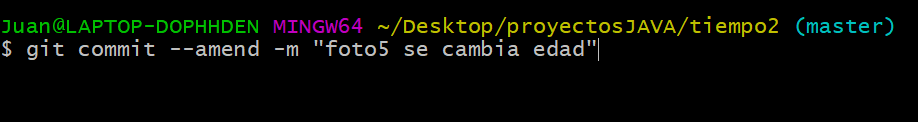 Juan@LAPTOP-DOPHHDEN MINGW64 ~/Desktop/proyectosJAVA/tiempo2 (master)
$ git commit --amend -m "foto5 se cambia edad"